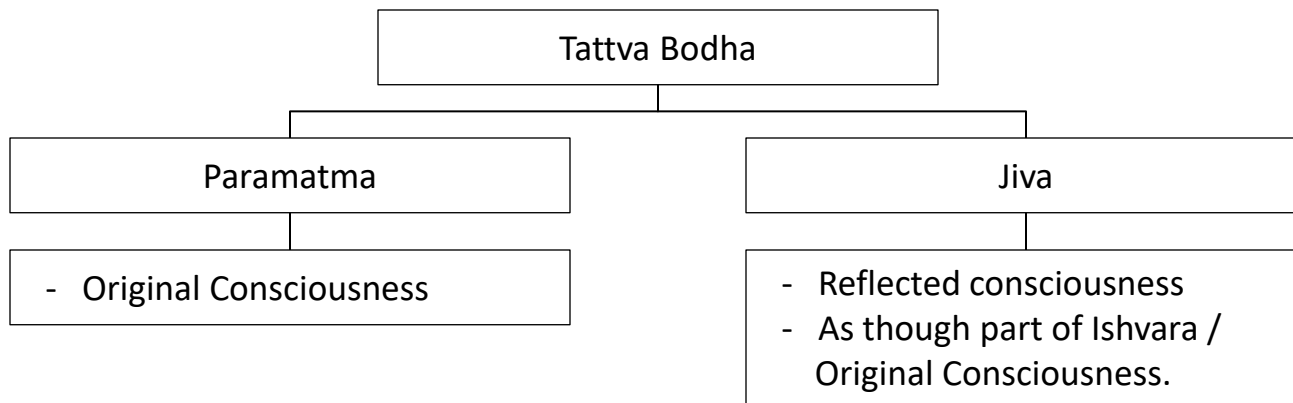 Tattva Bodha
Paramatma
Jiva
- Original Consciousness
- Reflected consciousness
- As though part of Ishvara /
Original Consciousness.